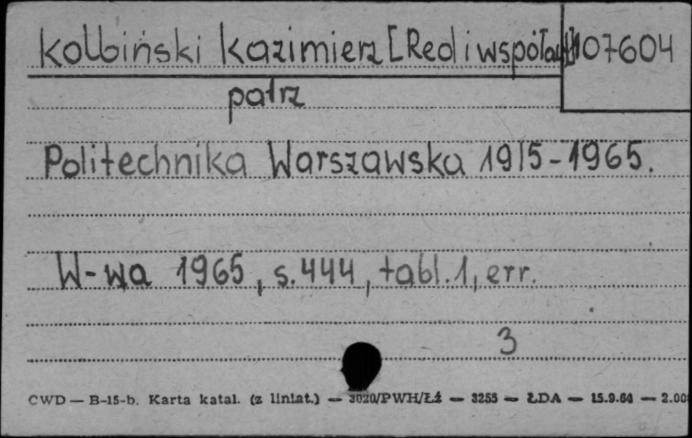 Kolbiński Kazimierz [Red i współaut] 107604
patrz
Politechnika Warszawska 1915-1965.
W-wa 1965, s. 444, tabl. 1, err.
3
CWD — B-15-b. Karta katal. (z liniat.) — 3020/PWH/Łź — 3255 — ŁDA — 15.9.64 — 2.00